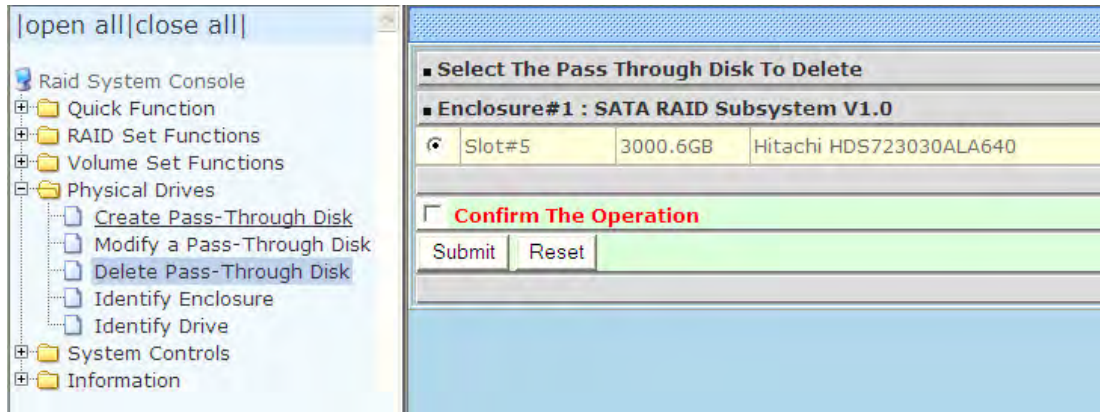 |open all|close all|
Raid System Console
Quick Function
RAID Set Functions
Volume Set Functions
Physical Drives
Create Pass-Through Disk
Modify a Pass-Through Disk
Delete Pass-Through Disk
Identify Enclosure
Identify Drive
System Controls
Information
Select The Pass Through Disk To Delete
Enclosure#1 : SATA RAID Subsystem V1.0
Slot#5 3000.6GB Hitachi HDS723030ALA640
Confirm The Operation
Submit Reset